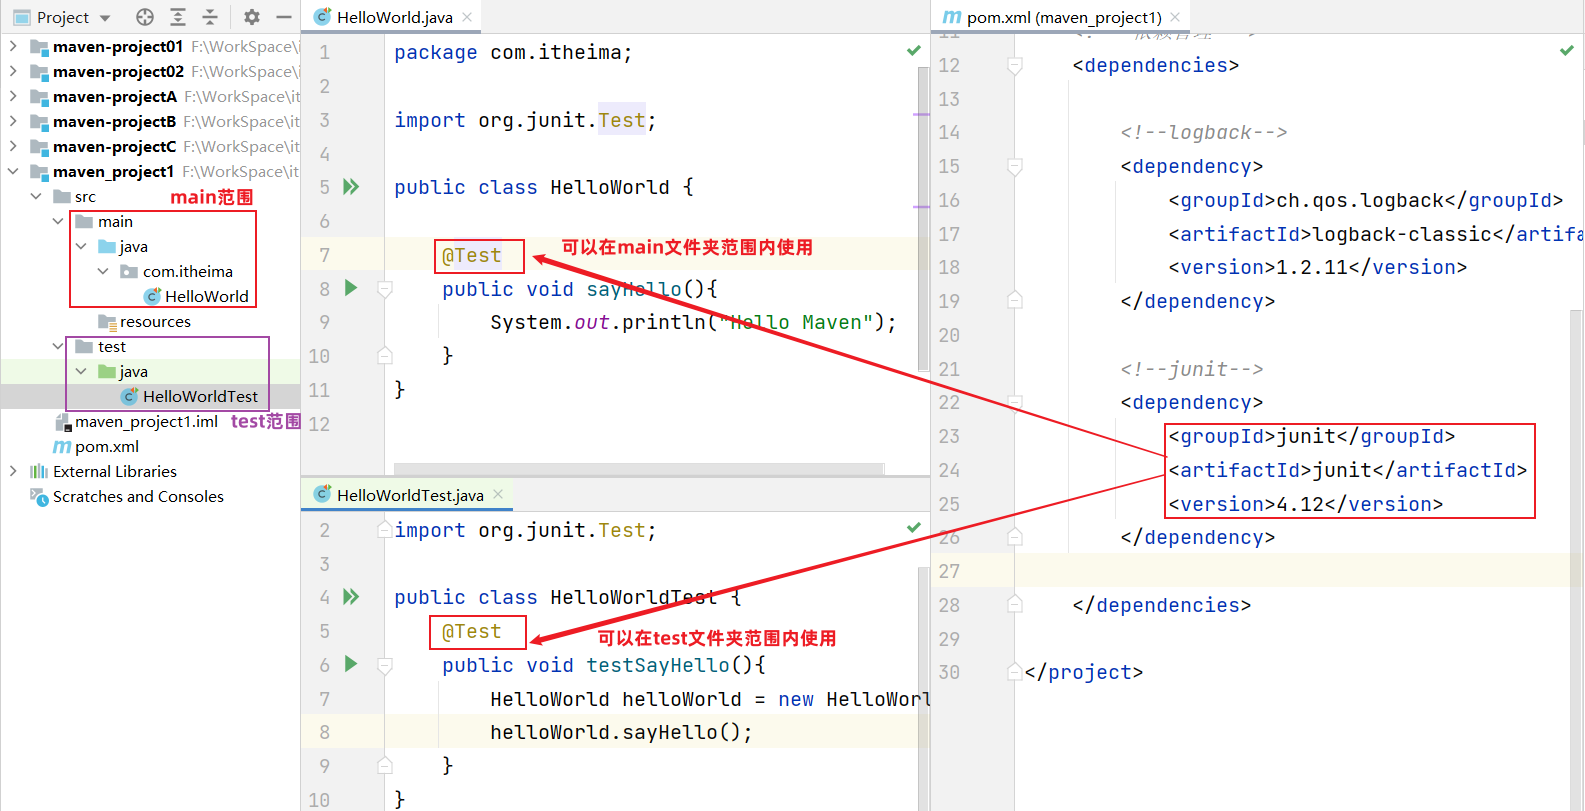 Project
maven-project01 F:\WorkSpace\i
maven-project02 F:\WorkSpace\i
maven-projectA F:\WorkSpace\it
maven-projectB F:\WorkSpace\it
maven-projectC F:\WorkSpace\it
maven_project1 F:\WorkSpace\it
src
main范围
main
java
com.itheima
HelloWorld
resources
test
java
HelloWorldTest
maven_project1.iml
test范围
pom.xml
External Libraries
Scratches and Consoles
HelloWorld.java
1 package com.itheima;
2
3 import org.junit.Test;
4
5 public class HelloWorld {
6
7 @Test
可以在main文件夹范围内使用
8 public void sayHello(){
9 System.out.println("Hello Maven");
10 }
11 }
12
HelloWorldTest.java
2 import org.junit.Test;
3
4 public class HelloWorldTest {
5 @Test
可以在test文件夹范围内使用
6 public void testSayHello(){
7 HelloWorld helloWorld = new HelloWorl
8 helloWorld.sayHello();
9 }
10 }
pom.xml (maven_project1)
11 <!-- 依赖管理 -->
12 <dependencies>
13
14 <!--logback-->
15 <dependency>
16 <groupId>ch.qos.logback</groupId>
17 <artifactId>logback-classic</artifa
18 <version>1.2.11</version>
19 </dependency>
20
21 <!--junit-->
22 <dependency>
23 <groupId>junit</groupId>
24 <artifactId>junit</artifactId>
25 <version>4.12</version>
26 </dependency>
27
28 </dependencies>
29
30 </project>